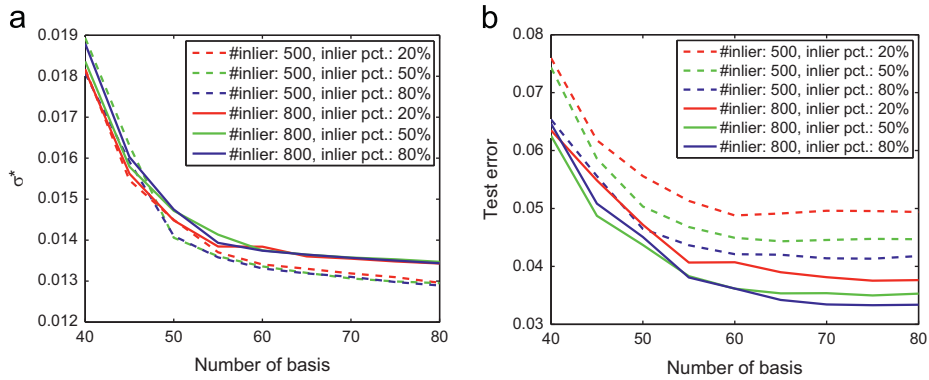 a
0.019
0.018
0.017
0.016
0.015
0.014
0.013
0.012
σ*
40
50
60
70
80
Number of basis
#inlier: 500, inlier pct.: 20%
#inlier: 500, inlier pct.: 50%
#inlier: 500, inlier pct.: 80%
#inlier: 800, inlier pct.: 20%
#inlier: 800, inlier pct.: 50%
#inlier: 800, inlier pct.: 80%
b
0.08
0.07
0.06
0.05
0.04
0.03
Test error
40
50
60
70
80
Number of basis
#inlier: 500, inlier pct.: 20%
#inlier: 500, inlier pct.: 50%
#inlier: 500, inlier pct.: 80%
#inlier: 800, inlier pct.: 20%
#inlier: 800, inlier pct.: 50%
#inlier: 800, inlier pct.: 80%